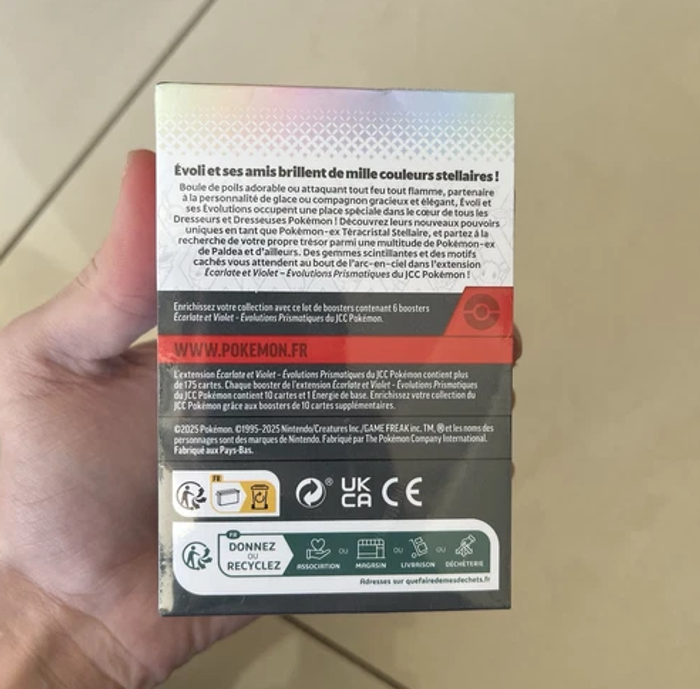 Évoli et ses amis brillent de mille couleurs stellaires !
Boule de poils adorable ou attaquant tout feu tout flamme, partenaire
à la personnalité de glace ou compagnon gracieux et élégant, Évoli et
ses Évolutions occupent une place spéciale dans le cœur de tous les
Dresseurs et Dresseuses Pokémon ! Découvrez leurs nouveaux pouvoirs
uniques en tant que Pokémon-ex Téracristal Stellaire, et partez à la
recherche de votre propre trésor parmi une multitude de Pokémon-ex
de Paldea et d'ailleurs. Des gemmes scintillantes et des motifs
cachés vous attendent au bout de l'arc-en-ciel dans l'extension
Écarlate et Violet – Évolutions Prismatiques du JCC Pokémon !
Enrichissez votre collection avec ce lot de boosters contenant 6 boosters
Écarlate et Violet – Évolutions Prismatiques du JCC Pokémon.
WWW.POKEMON.FR
L'extension Écarlate et Violet – Évolutions Prismatiques du JCC Pokémon contient plus
de 175 cartes. Chaque booster de l'extension Écarlate et Violet – Évolutions Prismatiques
du JCC Pokémon contient 10 cartes et 1 Énergie de base. Enrichissez votre collection du
JCC Pokémon grâce aux boosters de 10 cartes supplémentaires.
©2025 Pokémon. ©1995-2025 Nintendo/Creatures Inc./GAME FREAK inc. TM, ® et les noms des
personnages sont des marques de Nintendo. Fabriqué par The Pokémon Company International.
Fabriqué aux Pays-Bas.
FR
® UK CA CE
FR
DONNEZ
OU
RECYCLEZ
ASSOCIATION OU MAGASIN OU LIVRAISON OU DÉCHÈTERIE
Adresses sur quefairedemesdechets.fr